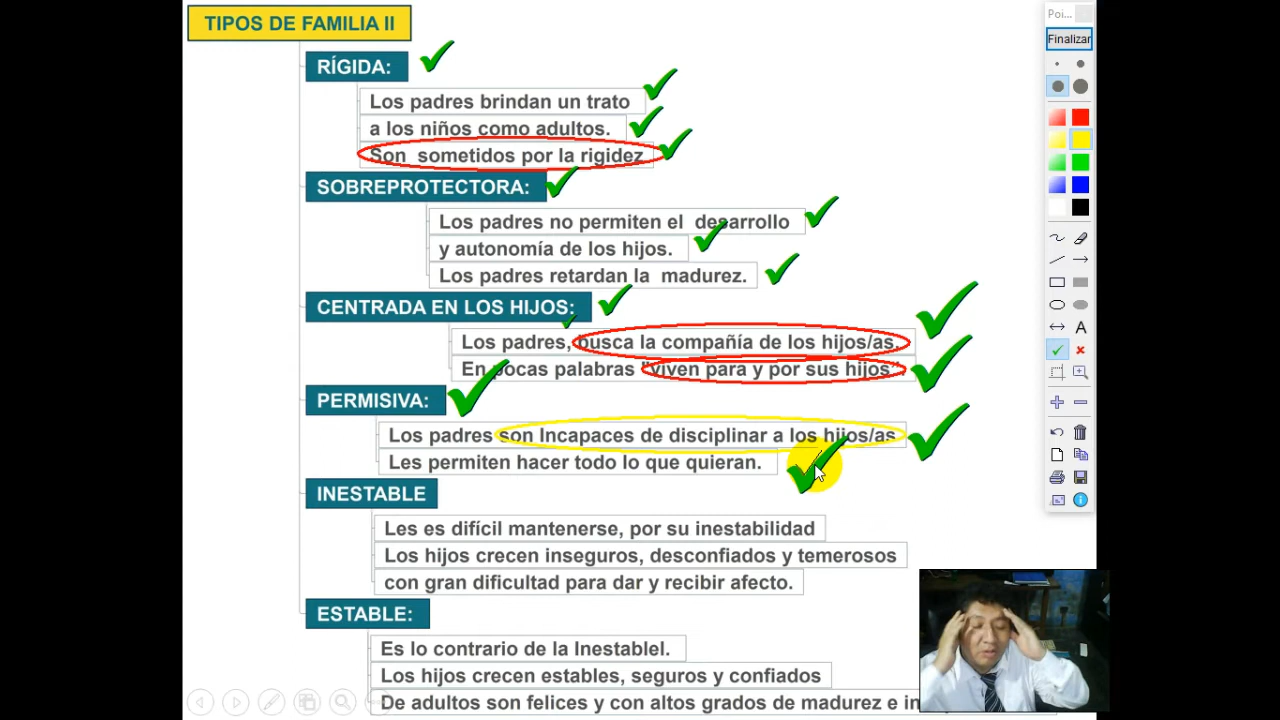 TIPOS DE FAMILIA II
RÍGIDA:
Los padres brindan un trato
a los niños como adultos.
Son sometidos por la rigidez
SOBREPROTECTORA:
Los padres no permiten el desarrollo
y autonomía de los hijos.
Los padres retardan la madurez.
CENTRADA EN LOS HIJOS:
Los padres, busca la compañía de los hijos/as.
En pocas palabras "viven para y por sus hijos".
PERMISIVA:
Los padres son Incapaces de disciplinar a los hijos/as
Les permiten hacer todo lo que quieran.
INESTABLE
Les es difícil mantenerse, por su inestabilidad
Los hijos crecen inseguros, desconfiados y temerosos
con gran dificultad para dar y recibir afecto.
ESTABLE:
Es lo contrario de la Inestablel.
Los hijos crecen estables, seguros y confiados
De adultos son felices y con altos grados de madurez e
Poi...
Finalizar
A